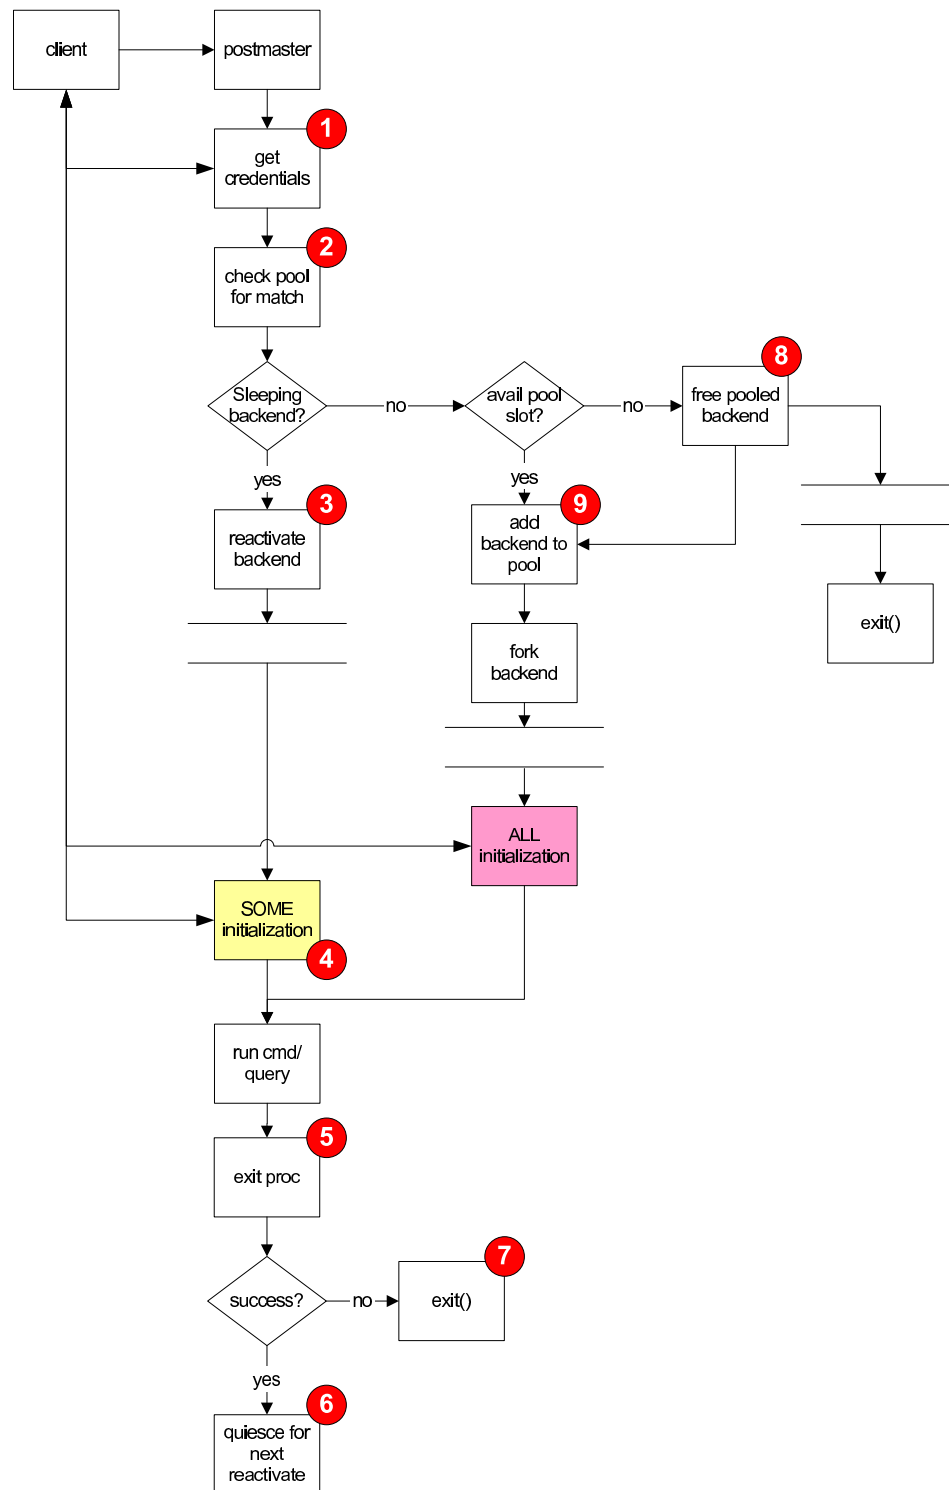 client
postmaster
1
get
credentials
2
check pool
for match
Sleeping
backend?
no
avail pool
slot?
no
8
free pooled
backend
yes
yes
3
reactivate
backend
9
add
backend to
pool
exit()
fork
backend
ALL
initialization
SOME
initialization
4
run cmd/
query
5
exit proc
success?
no
7
exit()
yes
6
quiesce for
next
reactivate